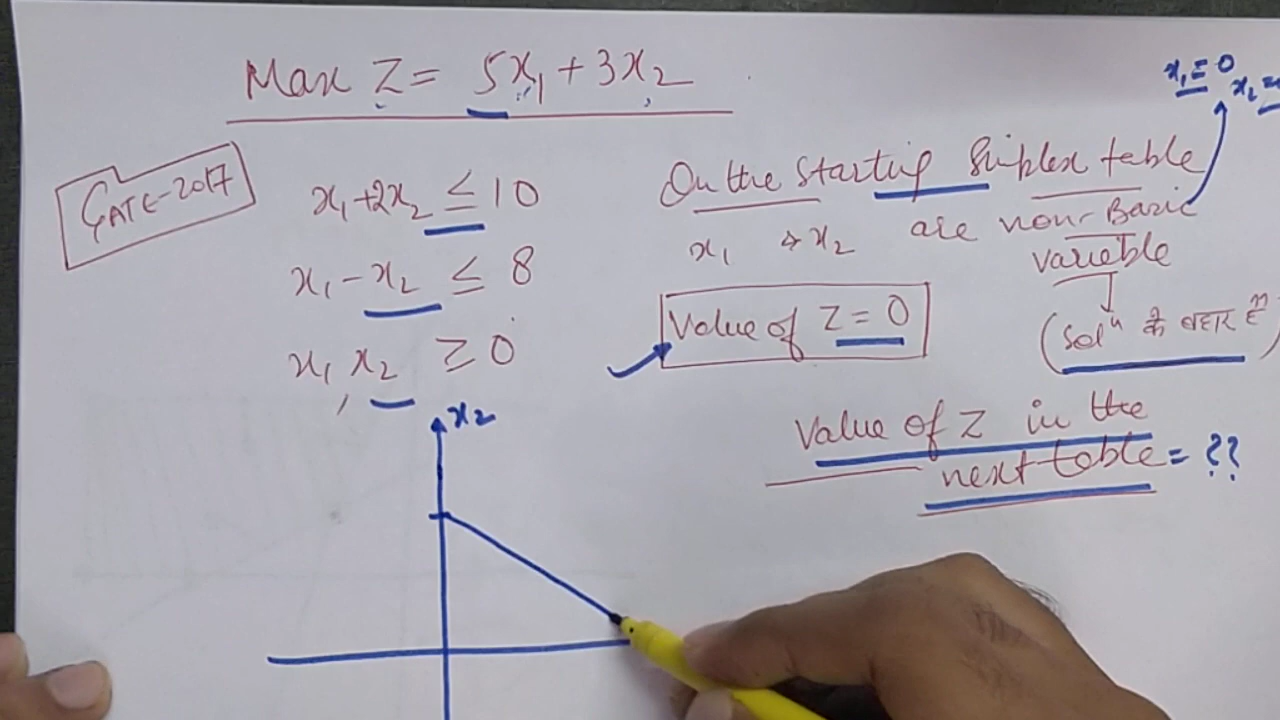 Max Z = 5x₁ + 3x₂
GATE-2017
x₁+2x₂ ≤ 10
x₁ - x₂ ≤ 8
x₁, x₂ ≥ 0
x₂
x₁ = 0
x₂ =
On the starting Simplex table
x₁ & x₂ are non-Basic
variable
(Solⁿ के बाहर हैं)
Value of Z = 0
Value of Z in the
next table = ??